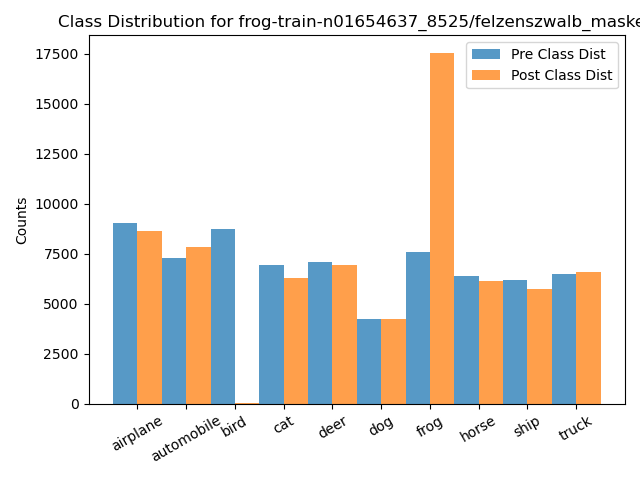 Class Distribution for frog-train-n01654637_8525/felzenszwalb_maske
17500
15000
12500
10000
7500
5000
2500
0
Counts
Pre Class Dist
Post Class Dist
airplane
automobile
bird
cat
deer
dog
frog
horse
ship
truck